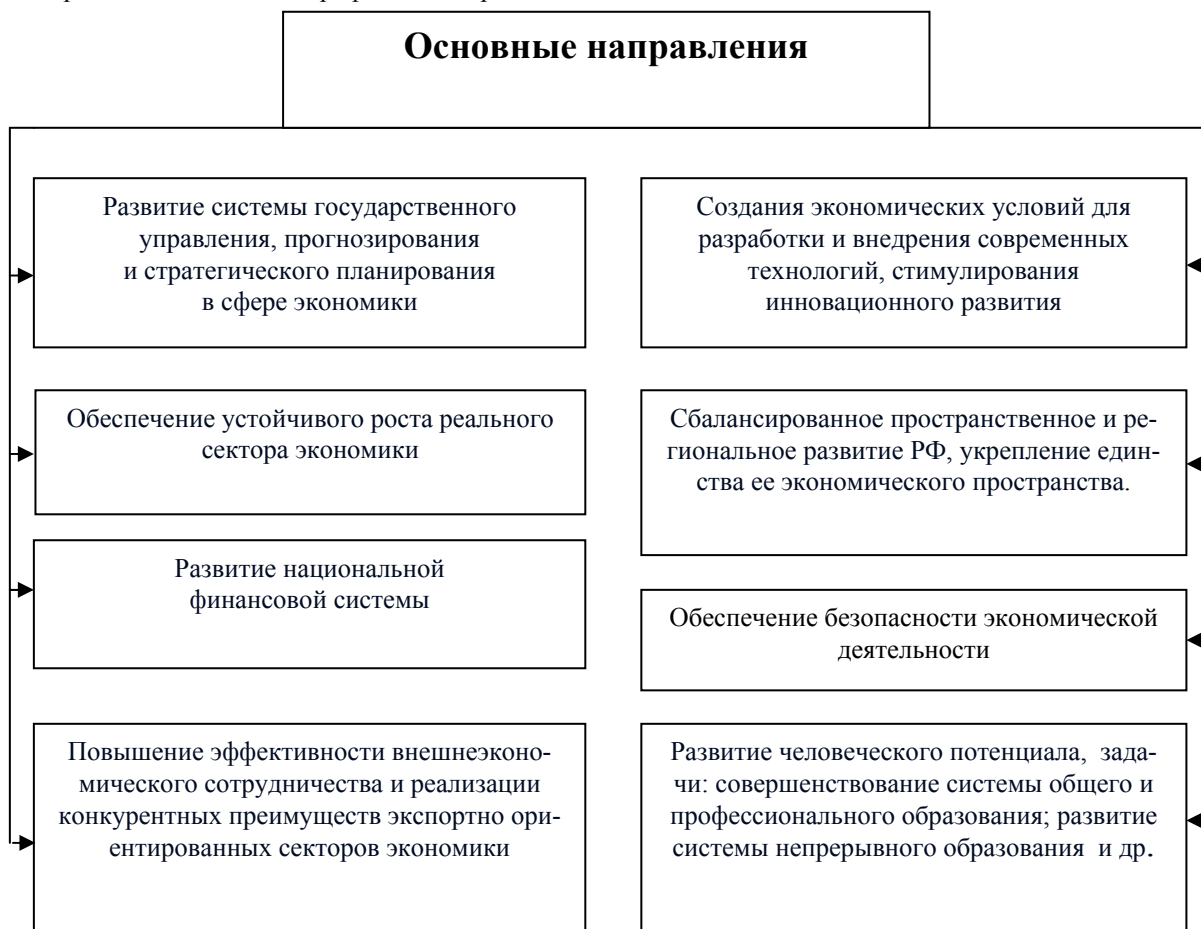 Основные направления
Развитие системы государственного
управления, прогнозирования
и стратегического планирования
в сфере экономики
Обеспечение устойчивого роста реального
сектора экономики
Развитие национальной
финансовой системы
Повышение эффективности внешнеэконо-
мического сотрудничества и реализации
конкурентных преимуществ экспортно ори-
ентированных секторов экономики
Создания экономических условий для
разработки и внедрения современных
технологий, стимулирования
инновационного развития
Сбалансированное пространственное и ре-
гиональное развитие РФ, укрепление един-
ства ее экономического пространства.
Обеспечение безопасности экономической
деятельности
Развитие человеческого потенциала, зада-
чи: совершенствование системы общего и
профессионального образования; развитие
системы непрерывного образования и др.